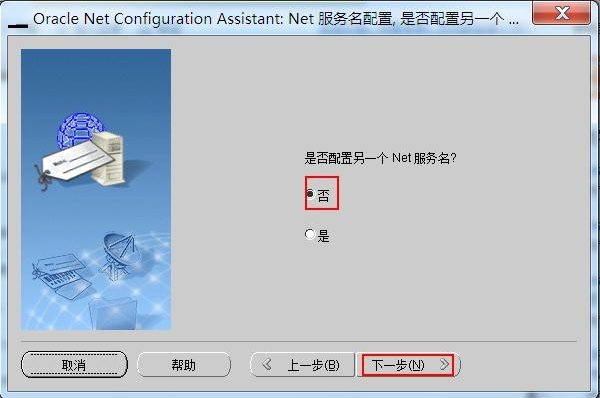 Oracle Net Configuration Assistant: Net 服务名配置, 是否配置另一个 ...
是否配置另一个 Net 服务名?
否
是
取消
帮助
上一步(B)
下一步(N)